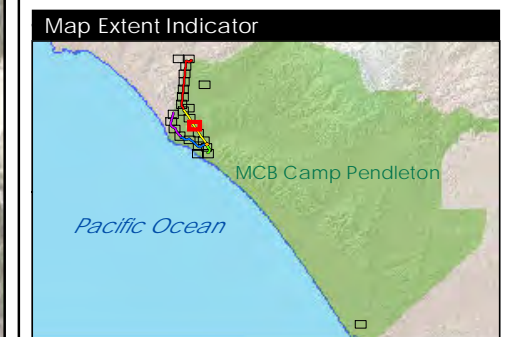 Map Extent Indicator
MCB Camp Pendleton
Pacific Ocean